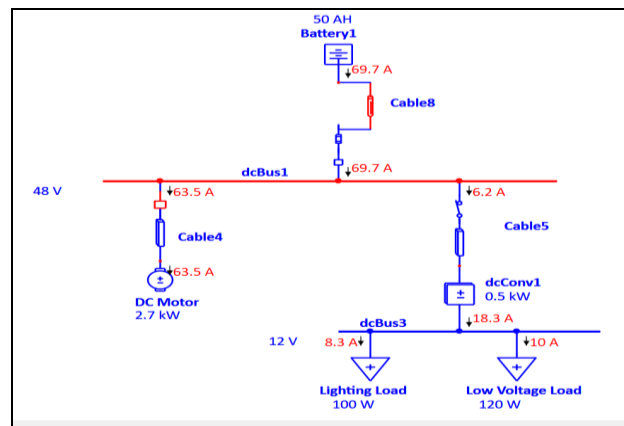 50 AH
Battery1
69.7 A
Cable8
69.7 A
dcBus1
48 V
63.5 A
6.2 A
Cable4
Cable5
63.5 A
DC Motor
2.7 kW
dcConv1
0.5 kW
18.3 A
dcBus3
12 V
8.3 A
10 A
Lighting Load
100 W
Low Voltage Load
120 W